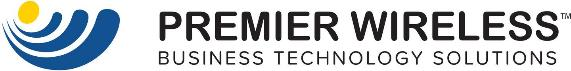 PREMIER WIRELESS™
BUSINESS TECHNOLOGY SOLUTIONS